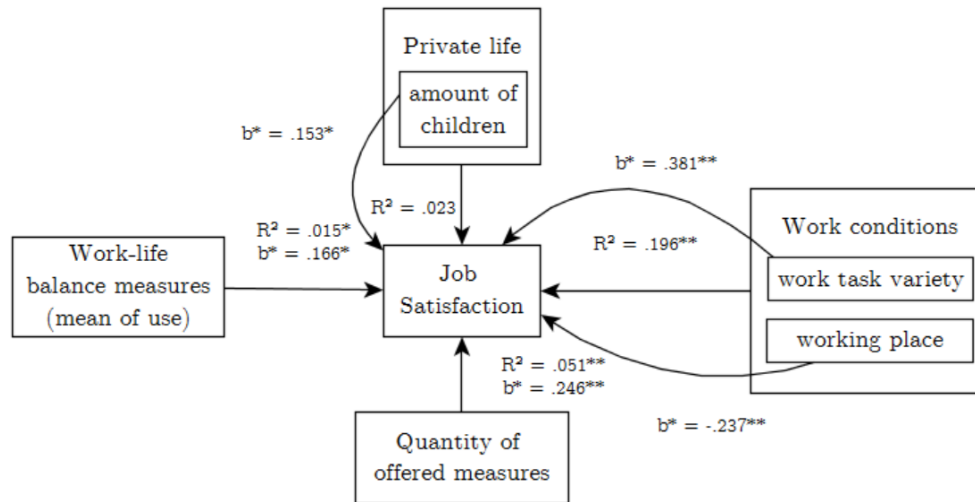 Private life
amount of
children
b* = .153*
b* = .381**
R² = .023
R² = .015*
b* = .166*
R² = .196**
Work conditions
work task variety
working place
Work-life
balance measures
(mean of use)
Job
Satisfaction
R² = .051**
b* = .246**
b* = -.237**
Quantity of
offered measures